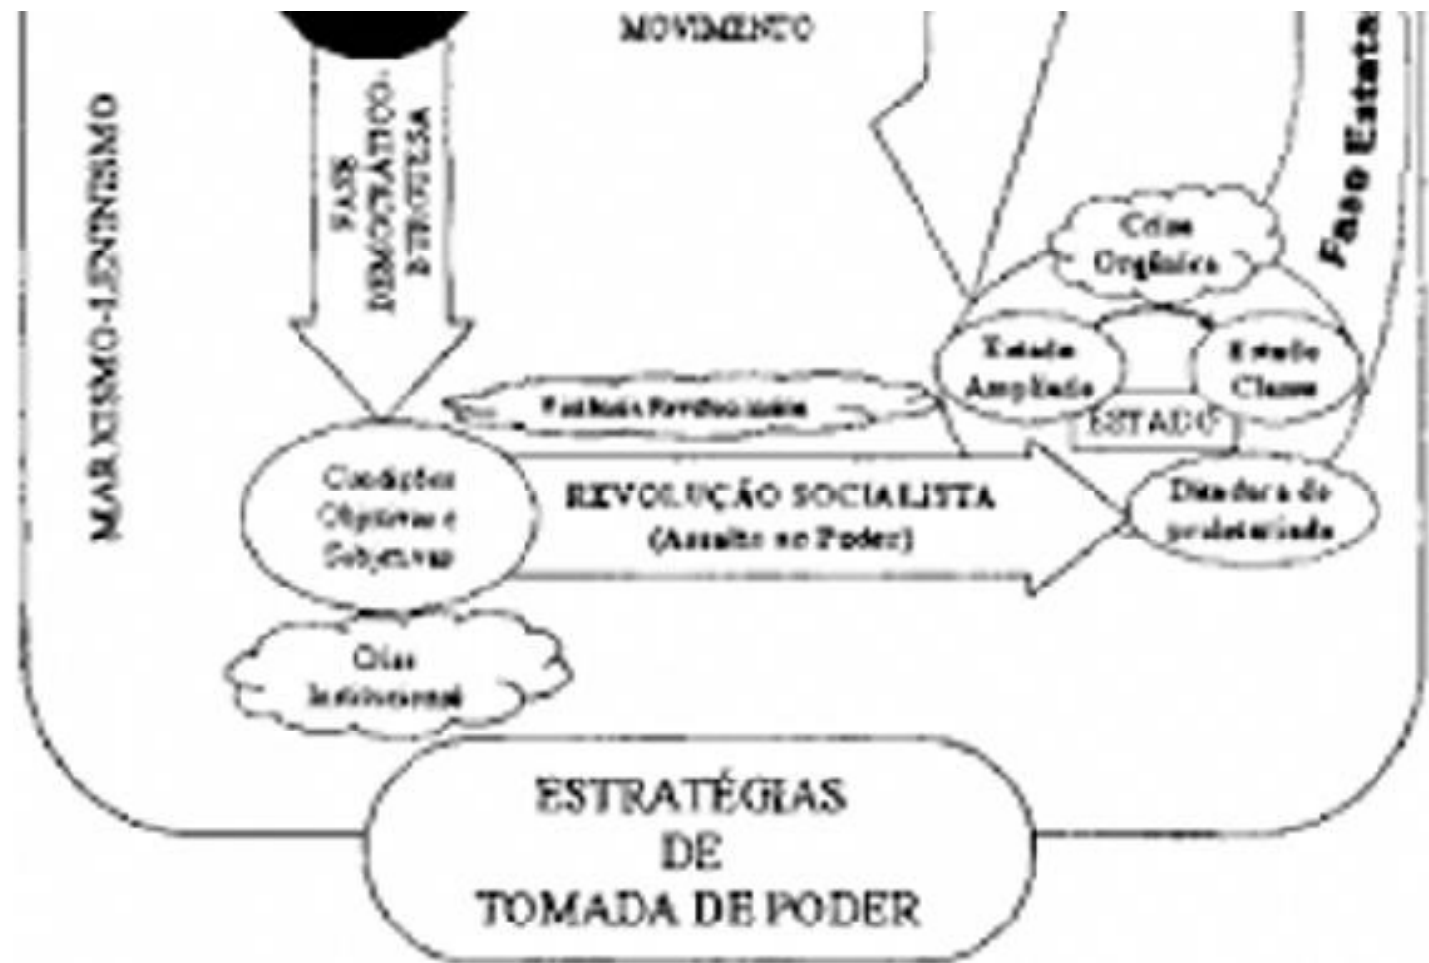 MOVIMENTO
MARXISMO-LENINISMO
FASE
DEMOCRÁTICO-
BURGUESA
Fase Estata
Crise
Orgânica
Estado
Ampliado
Estado
Classe
ESTADO
Condições
Objetivas e
Subjetivas
REVOLUÇÃO SOCIALISTA
(Assalto ao Poder)
Ditadura do
proletariado
Crise
Institucional
ESTRATÉGIAS
DE
TOMADA DE PODER